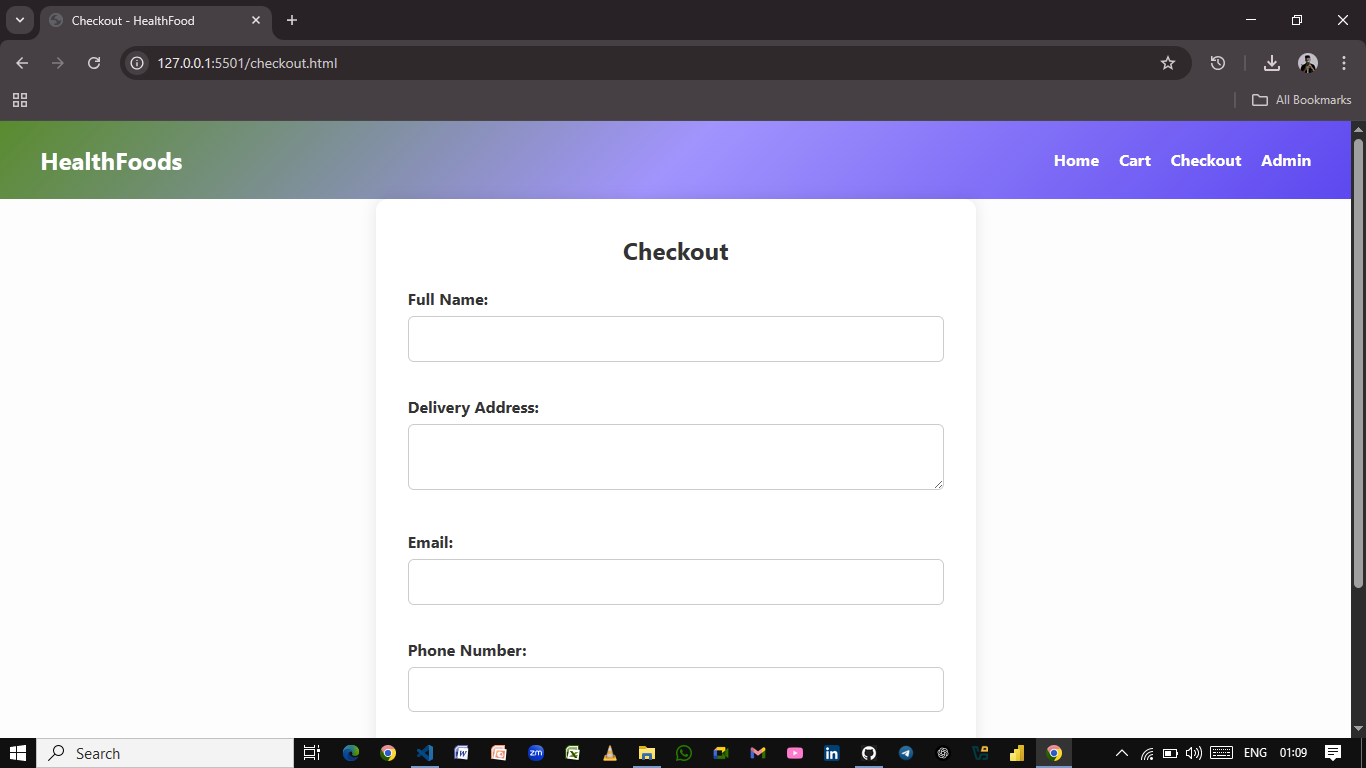 Checkout - HealthFood
127.0.0.1:5501/checkout.html
All Bookmarks
HealthFoods
Home Cart Checkout Admin
Checkout
Full Name:
Delivery Address:
Email:
Phone Number:
Search
zm
ENG 01:09